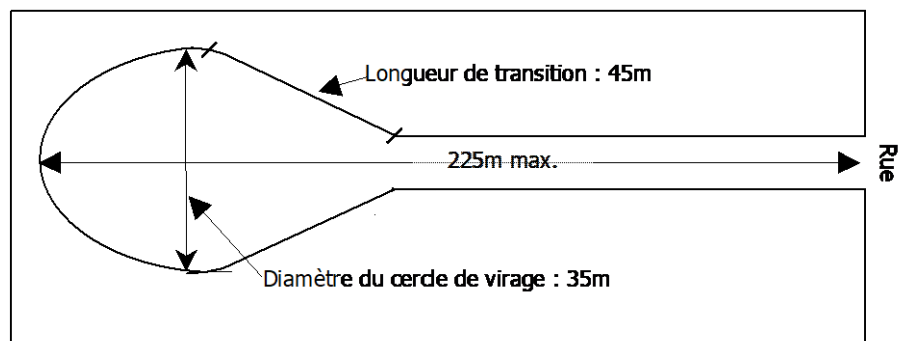 Longueur de transition : 45m
225m max.
Rue
Diamètre du cercle de virage : 35m